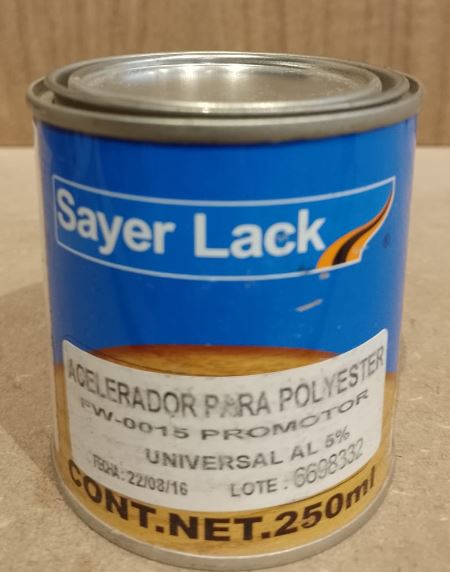 Sayer Lack
®
ACELERADOR PARA POLYESTER
FW-0015 PROMOTOR
UNIVERSAL AL 5%
FECHA: 22/08/16 LOTE: 6698332
CONT.NET.250ml